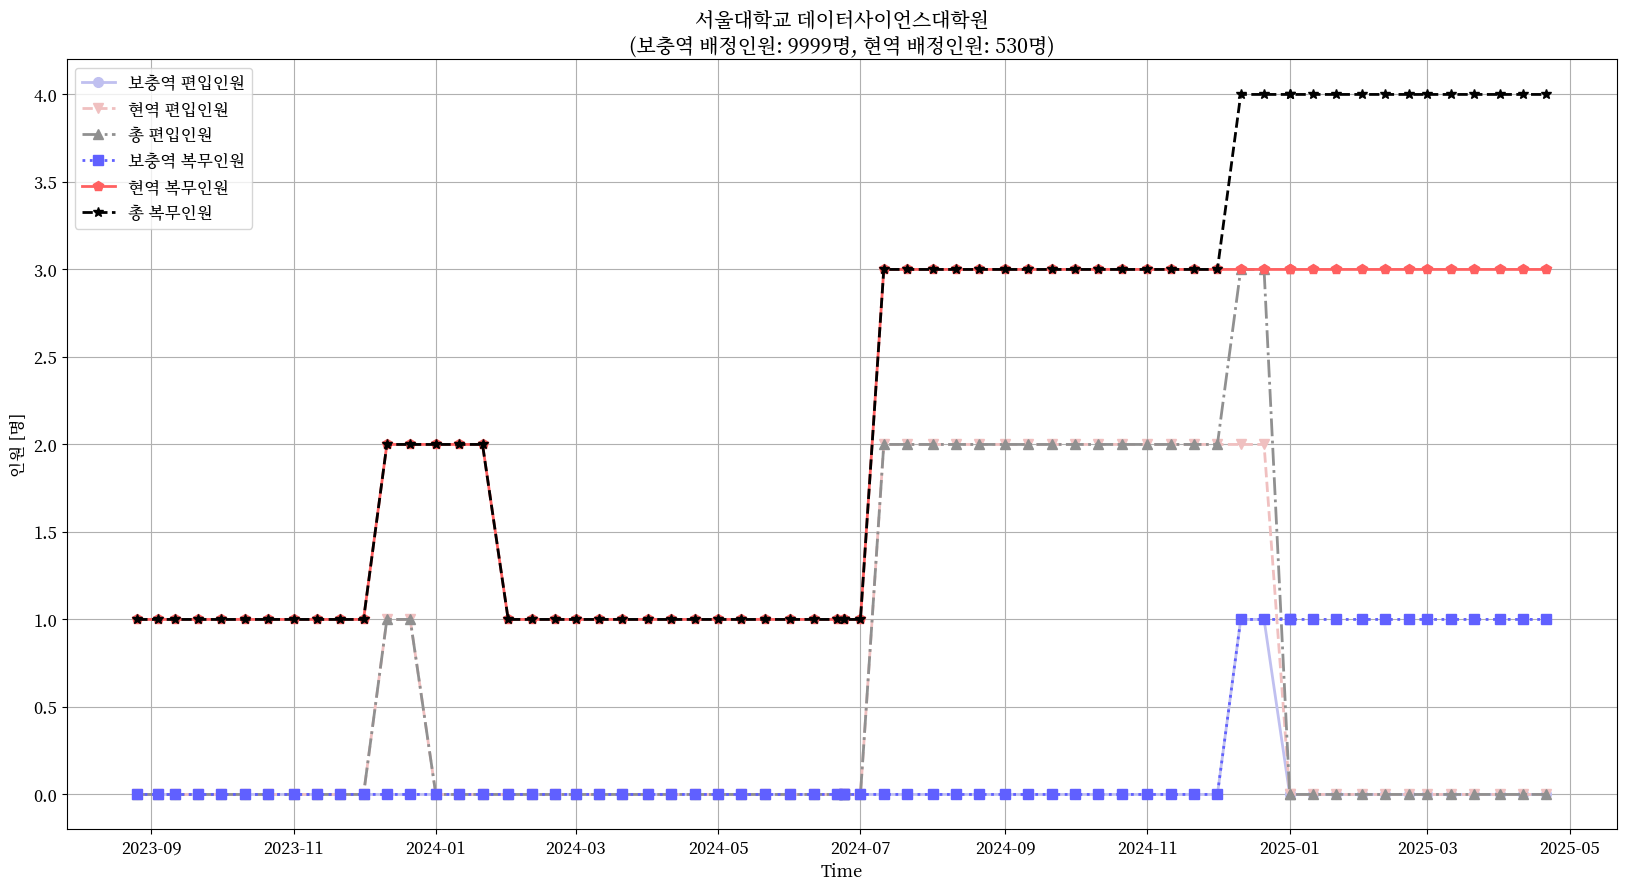 서울대학교 데이터사이언스대학원
(보충역 배정인원: 9999명, 현역 배정인원: 530명)
보충역 편입인원
현역 편입인원
총 편입인원
보충역 복무인원
현역 복무인원
총 복무인원
인원 [명]
4.0
3.5
3.0
2.5
2.0
1.5
1.0
0.5
0.0
2023-09
2023-11
2024-01
2024-03
2024-05
2024-07
2024-09
2024-11
2025-01
2025-03
2025-05
Time